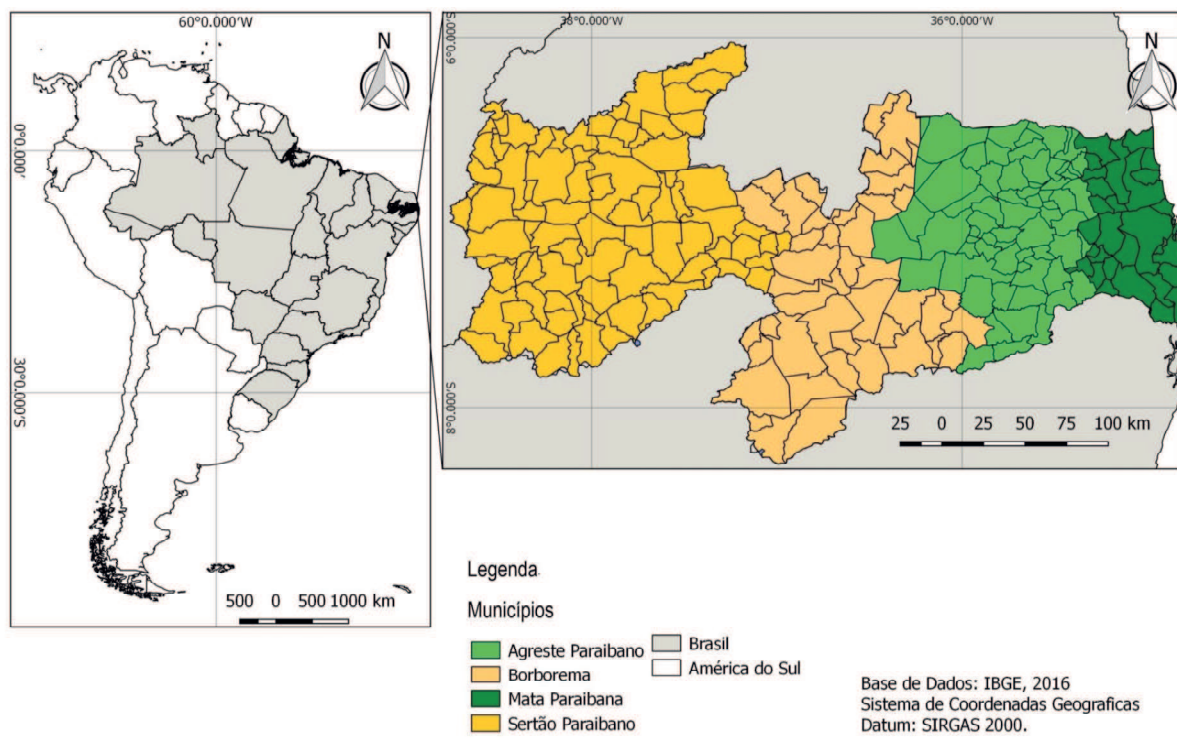 60°0.000'W
N
0°0.000'
30°0.000'S
500 0 500 1000 km
38°0.000'W
36°0.000'W
6°0.000'S
N
8°0.000'S
25 0 25 50 75 100 km
Legenda
Municípios
Agreste Paraibano
Borborema
Mata Paraibana
Sertão Paraibano
Brasil
América do Sul
Base de Dados: IBGE, 2016
Sistema de Coordenadas Geograficas
Datum: SIRGAS 2000.